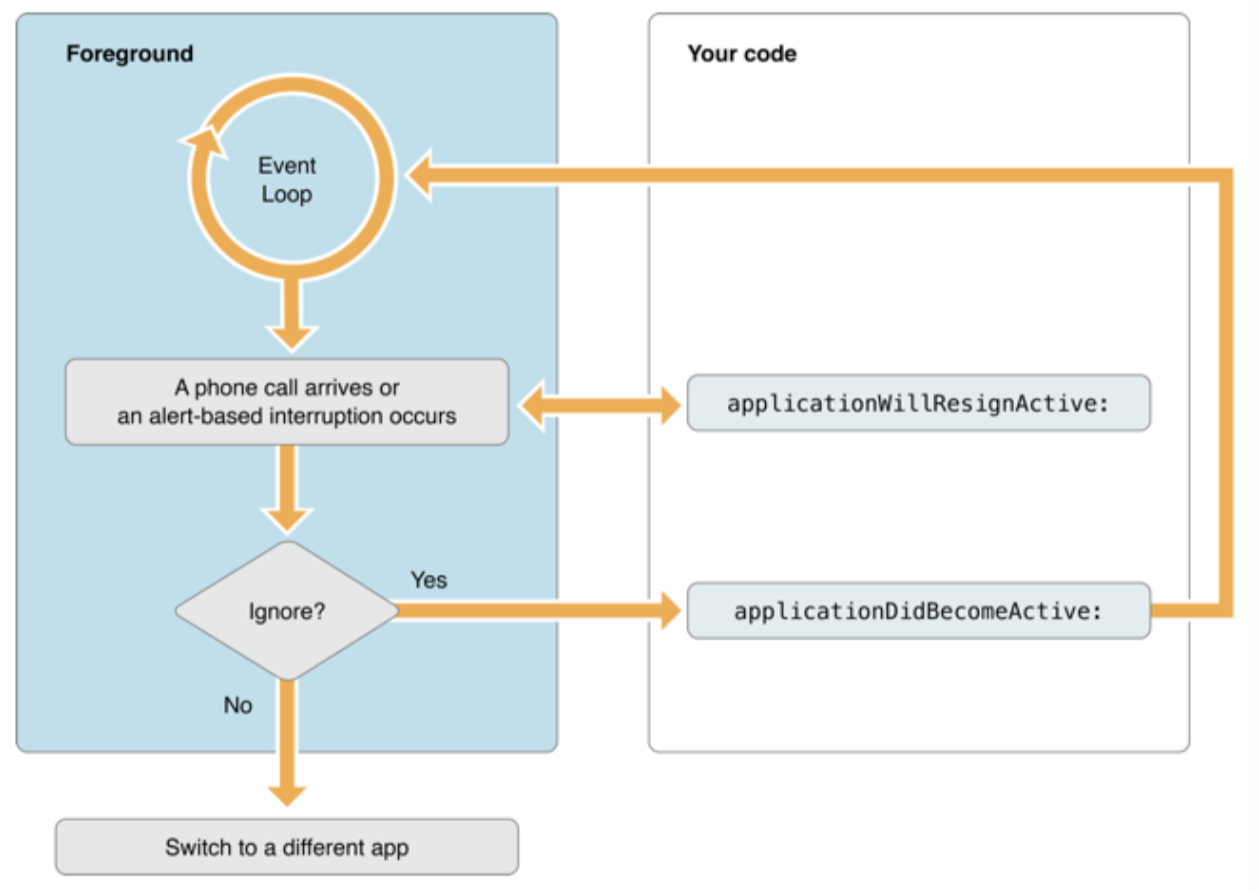 Foreground
Your code
Event
Loop
A phone call arrives or
an alert-based interruption occurs
applicationWillResignActive:
Ignore?
Yes
applicationDidBecomeActive:
No
Switch to a different app